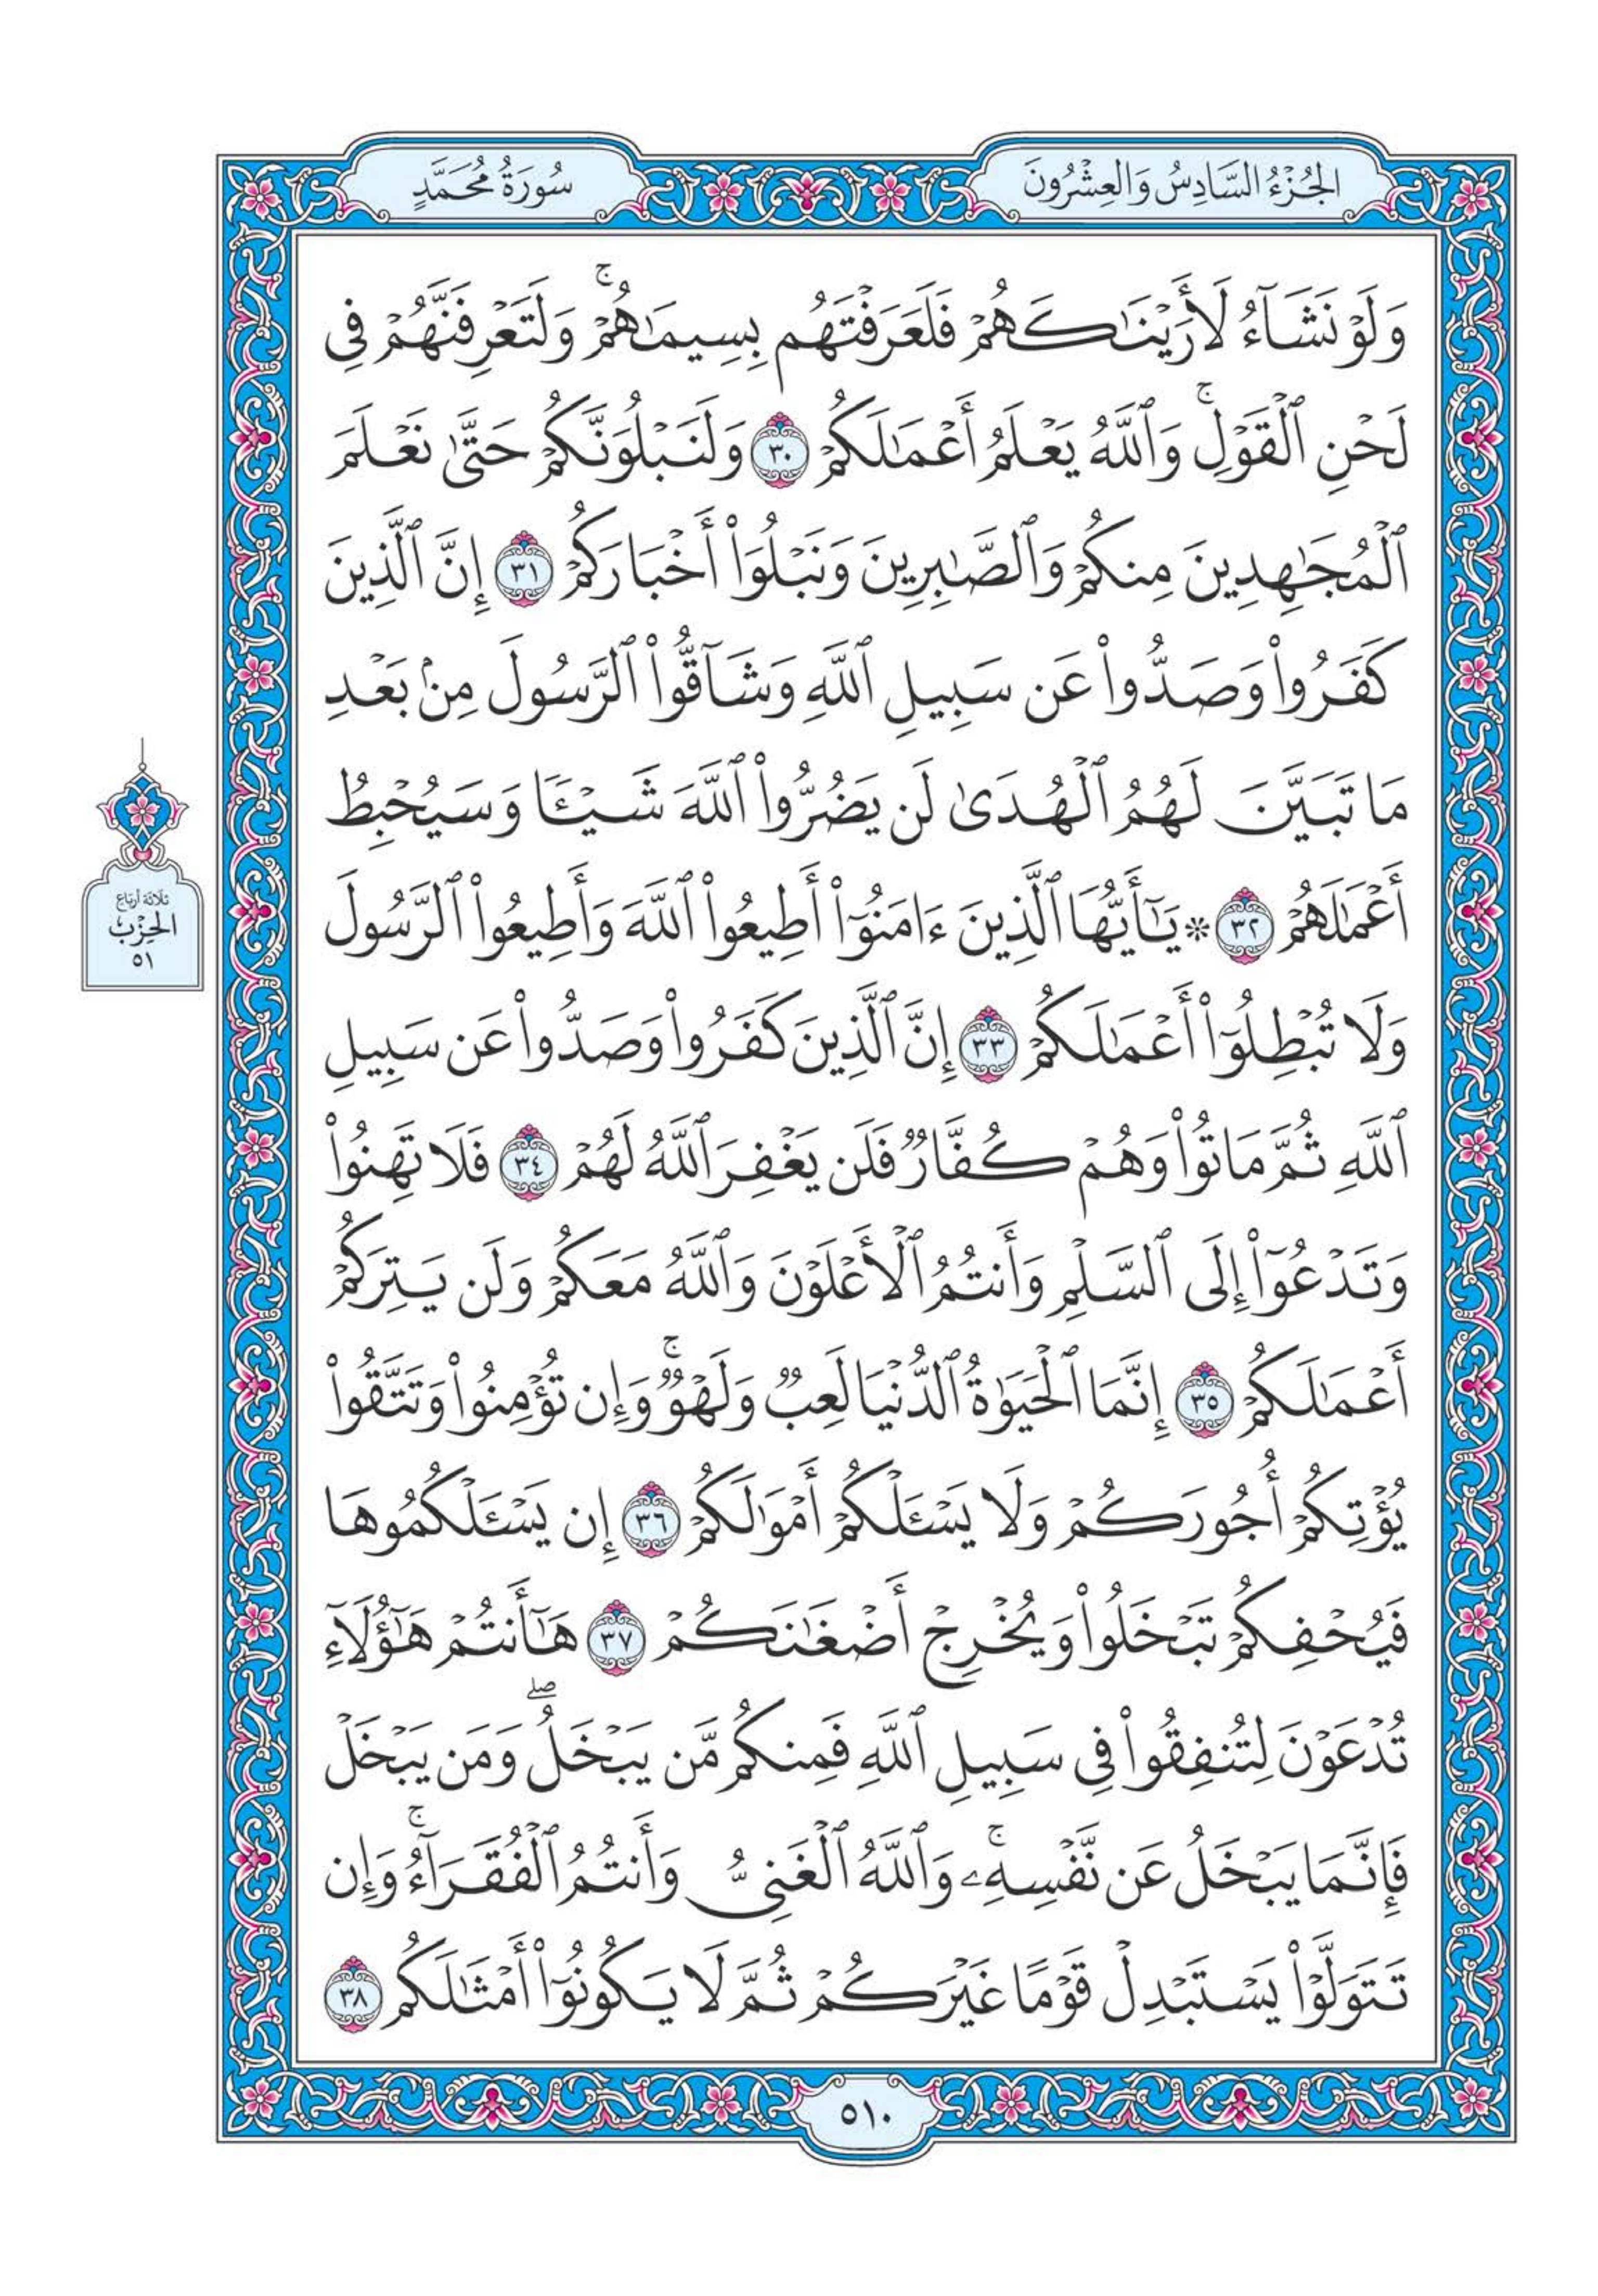 الجُزْءُ السَّادِسُ وَالعِشْرُونَ
سُورَةُ مُحَمَّدٍ
وَلَوْ نَشَآءُ لَأَرَيْنَٰكَهُمْ فَلَعَرَفْتَهُم بِسِيمَٰهُمْۚ وَلَتَعْرِفَنَّهُمْ فِى
لَحْنِ ٱلْقَوْلِۚ وَٱللَّهُ يَعْلَمُ أَعْمَٰلَكُمْ ٣٠ وَلَنَبْلُوَنَّكُمْ حَتَّىٰ نَعْلَمَ
ٱلْمُجَٰهِدِينَ مِنكُمْ وَٱلصَّٰبِرِينَ وَنَبْلُوَا۟ أَخْبَارَكُمْ ٣١ إِنَّ ٱلَّذِينَ
كَفَرُوا۟ وَصَدُّوا۟ عَن سَبِيلِ ٱللَّهِ وَشَآقُّوا۟ ٱلرَّسُولَ مِنۢ بَعْدِ
مَا تَبَيَّنَ لَهُمُ ٱلْهُدَىٰ لَن يَضُرُّوا۟ ٱللَّهَ شَيْـًٔا وَسَيُحْبِطُ
أَعْمَٰلَهُمْ ٣٢ * يَٰٓأَيُّهَا ٱلَّذِينَ ءَامَنُوٓا۟ أَطِيعُوا۟ ٱللَّهَ وَأَطِيعُوا۟ ٱلرَّسُولَ
وَلَا تُبْطِلُوٓا۟ أَعْمَٰلَكُمْ ٣٣ إِنَّ ٱلَّذِينَ كَفَرُوا۟ وَصَدُّوا۟ عَن سَبِيلِ
ٱللَّهِ ثُمَّ مَاتُوا۟ وَهُمْ كُفَّارٌ فَلَن يَغْفِرَ ٱللَّهُ لَهُمْ ٣٤ فَلَا تَهِنُوا۟
وَتَدْعُوٓا۟ إِلَى ٱلسَّلْمِ وَأَنتُمُ ٱلْأَعْلَوْنَ وَٱللَّهُ مَعَكُمْ وَلَن يَتِرَكُمْ
أَعْمَٰلَكُمْ ٣٥ إِنَّمَا ٱلْحَيَوٰةُ ٱلدُّنْيَا لَعِبٌ وَلَهْوٌۚ وَإِن تُؤْمِنُوا۟ وَتَتَّقُوا۟
يُؤْتِكُمْ أُجُورَكُمْ وَلَا يَسْـَٔلْكُمْ أَمْوَٰلَكُمْ ٣٦ إِن يَسْـَٔلْكُمُوهَا
فَيُحْفِكُمْ تَبْخَلُوا۟ وَيُخْرِجْ أَضْغَٰنَكُمْ ٣٧ هَٰٓأَنتُمْ هَٰٓؤُلَآءِ
تُدْعَوْنَ لِتُنفِقُوا۟ فِى سَبِيلِ ٱللَّهِ فَمِنكُم مَّن يَبْخَلُۖ وَمَن يَبْخَلْ
فَإِنَّمَا يَبْخَلُ عَن نَّفْسِهِۦۚ وَٱللَّهُ ٱلْغَنِىُّ وَأَنتُمُ ٱلْفُقَرَآءُۚ وَإِن
تَتَوَلَّوْا۟ يَسْتَبْدِلْ قَوْمًا غَيْرَكُمْ ثُمَّ لَا يَكُونُوٓا۟ أَمْثَٰلَكُم ٣٨
ثَلَاثَةُ أَرْبَاعِ
الحِزْبُ
٥١
٥١٠